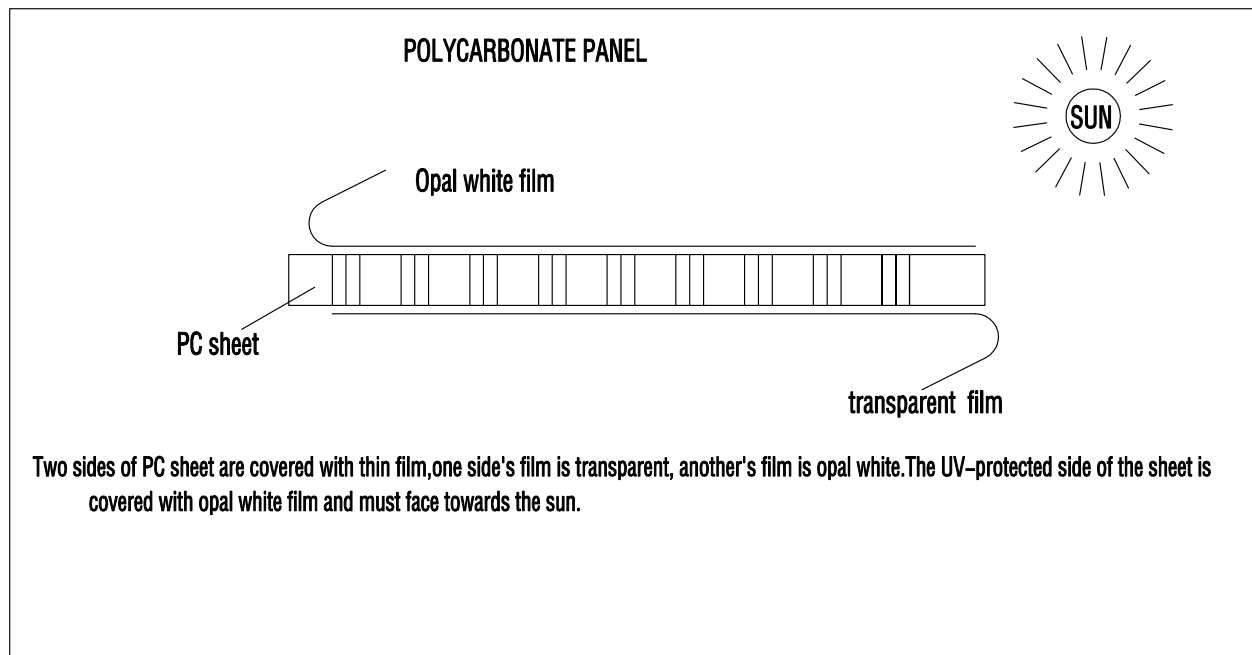 POLYCARBONATE PANEL
SUN
Opal white film
PC sheet
transparent film
Two sides of PC sheet are covered with thin film,one side's film is transparent, another's film is opal white.The UV-protected side of the sheet is
covered with opal white film and must face towards the sun.